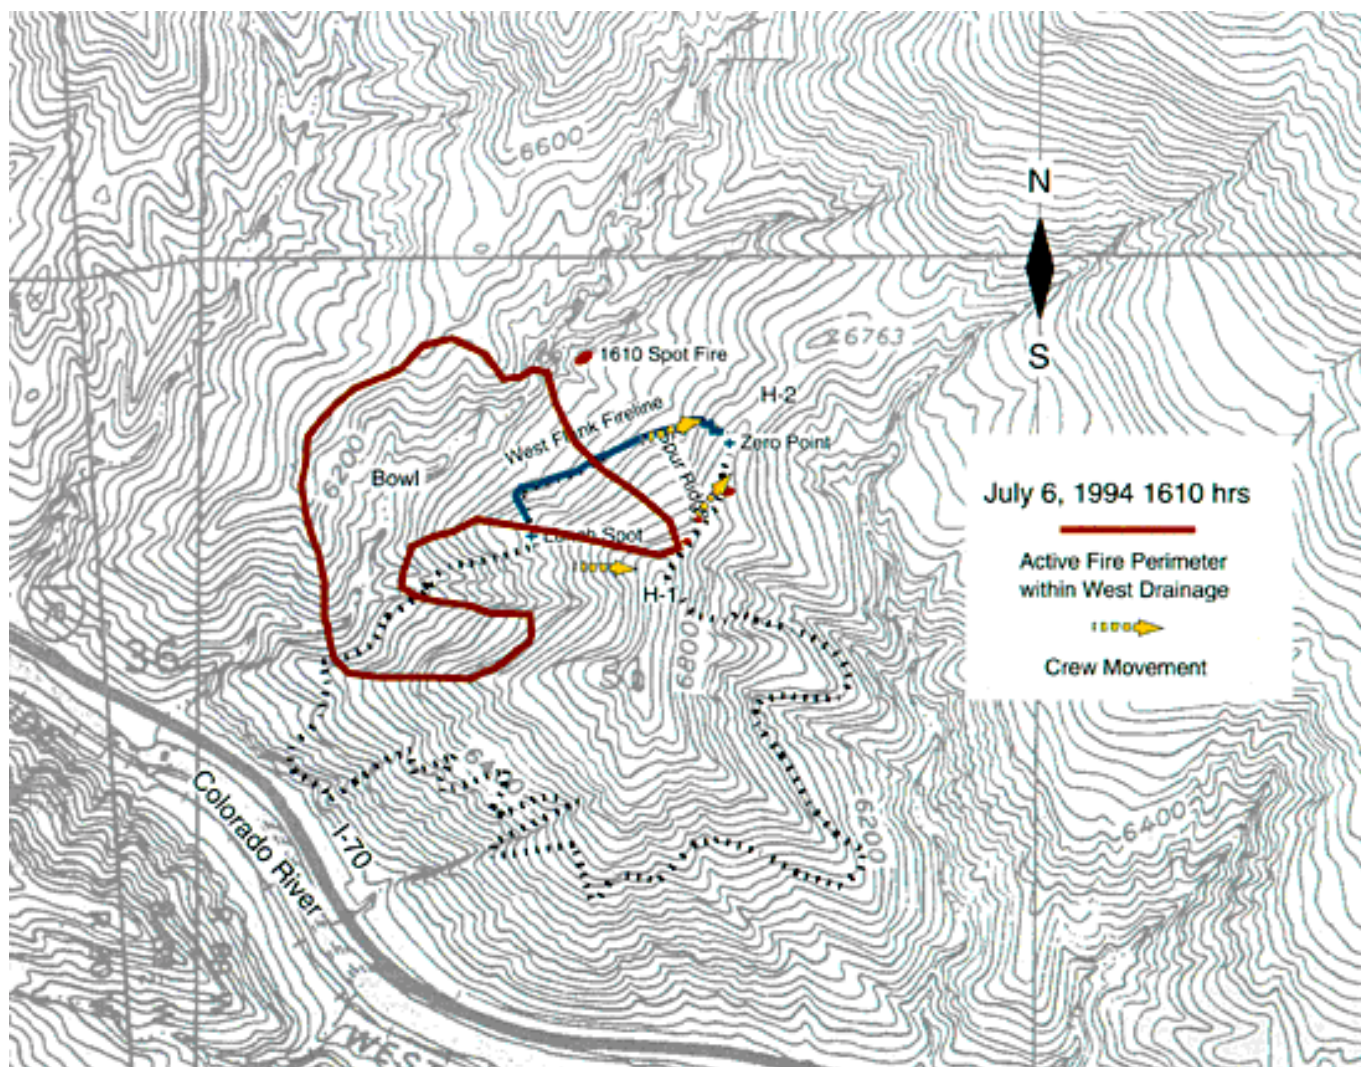 6600
N
26763
S
1610 Spot Fire
H-2
West Flank Fireline
Zero Point
Spur Ridge
6200
Bowl
July 6, 1994 1610 hrs
Lunch Spot
Active Fire Perimeter
within West Drainage
H-1
Crew Movement
36
6800
6400
6200
6400
Colorado River
I-70
(WEST